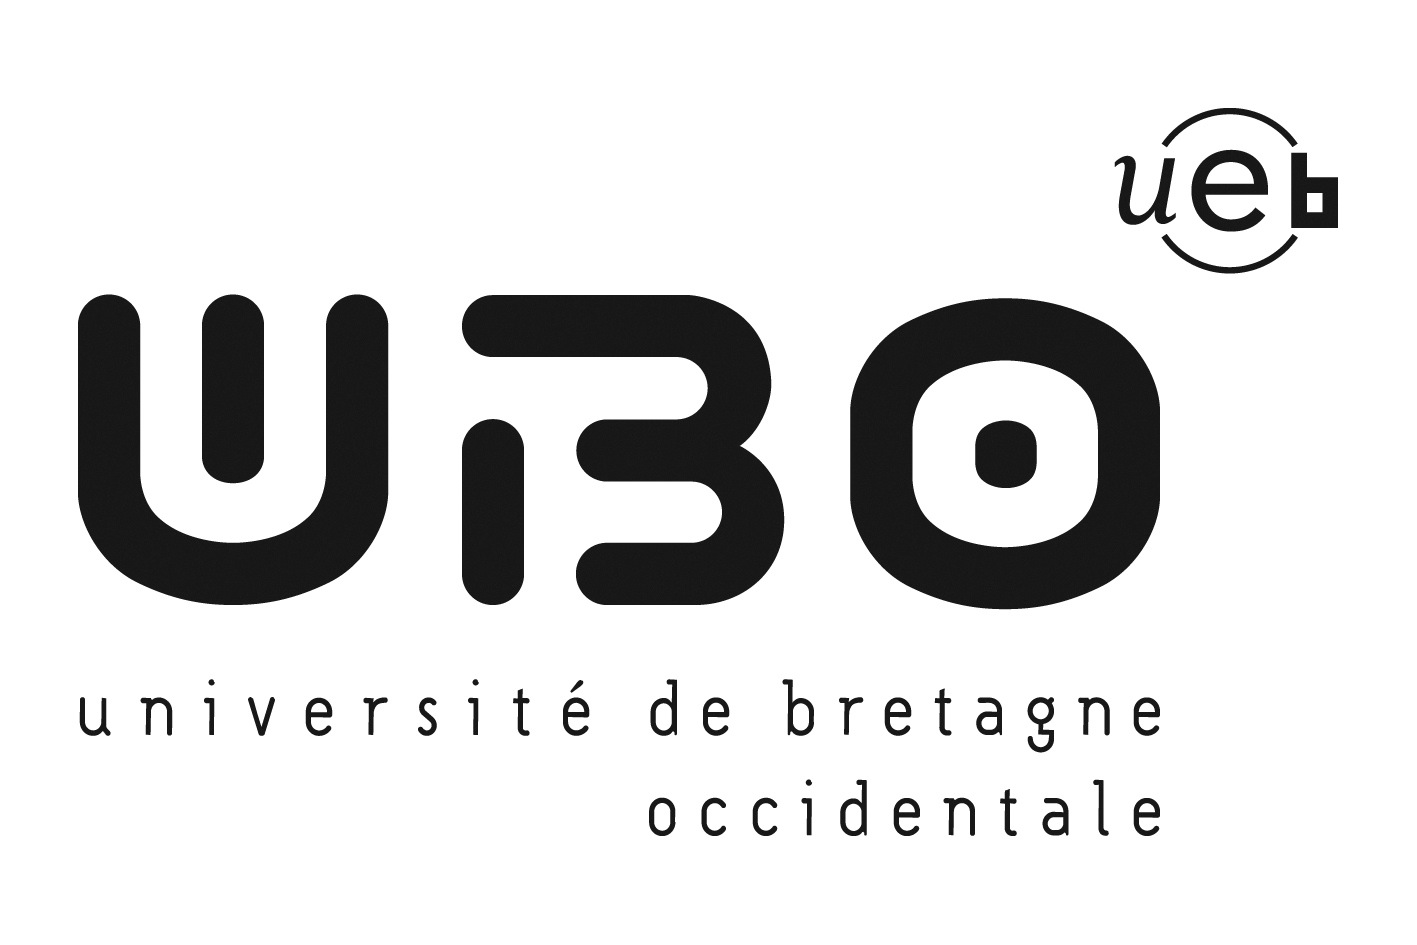 ueb
UBO
université de bretagne
occidentale